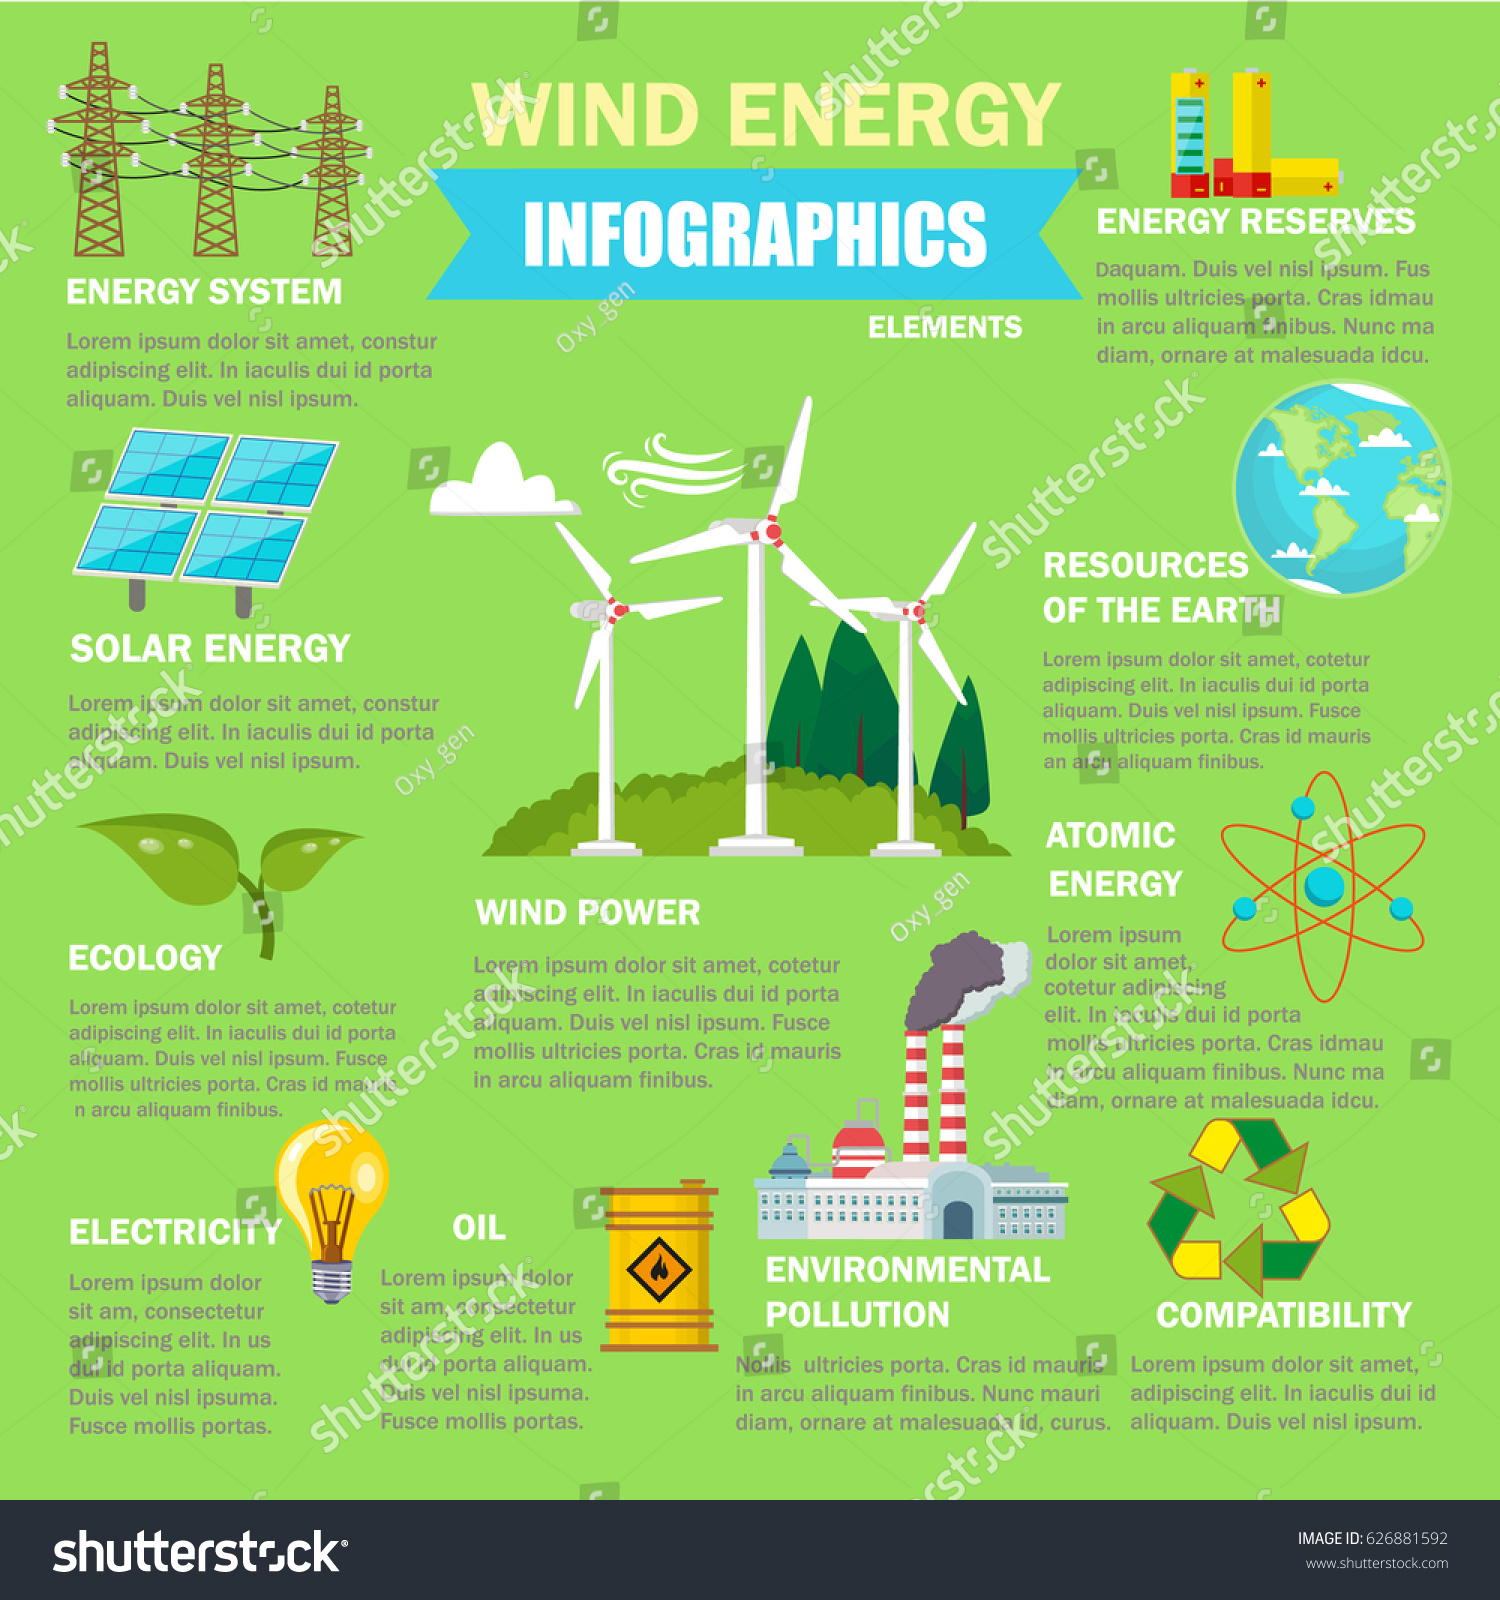 WIND ENERGY
INFOGRAPHICS
ELEMENTS
ENERGY SYSTEM
Lorem ipsum dolor sit amet, constur
adipiscing elit. In iaculis dui id porta
aliquam. Duis vel nisl ipsum.
ENERGY RESERVES
Daquam. Duis vel nisl ipsum. Fus
mollis ultricies porta. Cras idmau
in arcu aliquam finibus. Nunc ma
diam, ornare at malesuada idcu.
SOLAR ENERGY
Lorem ipsum dolor sit amet, constur
adipiscing elit. In iaculis dui id porta
aliquam. Duis vel nisl ipsum.
RESOURCES
OF THE EARTH
Lorem ipsum dolor sit amet, cotetur
adipiscing elit. In iaculis dui id porta
aliquam. Duis vel nisl ipsum. Fusce
mollis ultricies porta. Cras id mauris
an arcu aliquam finibus.
ECOLOGY
Lorem ipsum dolor sit amet, cotetur
adipiscing elit. In iaculis dui id porta
aliquam. Duis vel nisl ipsum. Fusce
mollis ultricies porta. Cras id mauris
n arcu aliquam finibus.
WIND POWER
Lorem ipsum dolor sit amet, cotetur
adipiscing elit. In iaculis dui id porta
aliquam. Duis vel nisl ipsum. Fusce
mollis ultricies porta. Cras id mauris
in arcu aliquam finibus.
ATOMIC
ENERGY
Lorem ipsum
dolor sit amet,
cotetur adipiscing
elit. In iaculis dui id porta
mollis ultricies porta. Cras idmau
in arcu aliquam finibus. Nunc ma
diam, ornare at malesuada idcu.
ELECTRICITY
Lorem ipsum dolor
sit am, consectetur
adipiscing elit. In us
dui id porta aliquam.
Duis vel nisl ipsuma.
Fusce mollis portas.
OIL
Lorem ipsum dolor
sit am, consectetur
adipiscing elit. In us
dui id porta aliquam.
Duis vel nisl ipsuma.
Fusce mollis portas.
ENVIRONMENTAL
POLLUTION
Nollis ultricies porta. Cras id mauris
in arcu aliquam finibus. Nunc mauri
diam, ornare at malesuada id, curus.
COMPATIBILITY
Lorem ipsum dolor sit amet,
adipiscing elit. In iaculis dui id
aliquam. Duis vel nisl ipsum.
shutterstock
Oxy_gen
shutterstock
IMAGE ID: 626881592
www.shutterstock.com